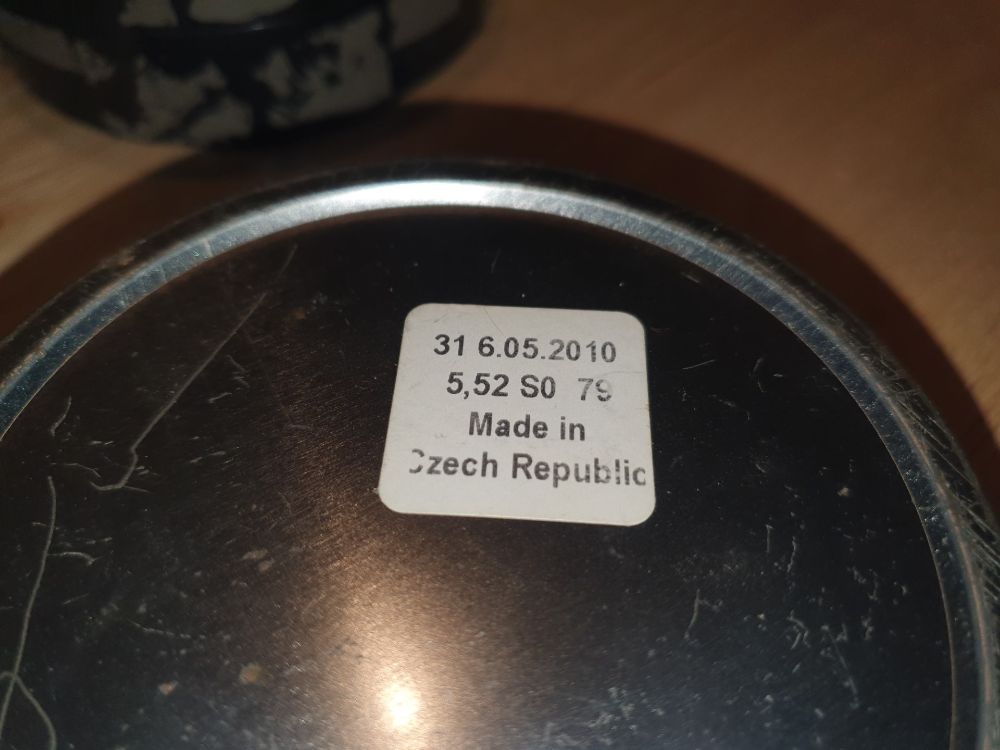 31 6.05.2010
5,52 S0 79
Made in
Czech Republic